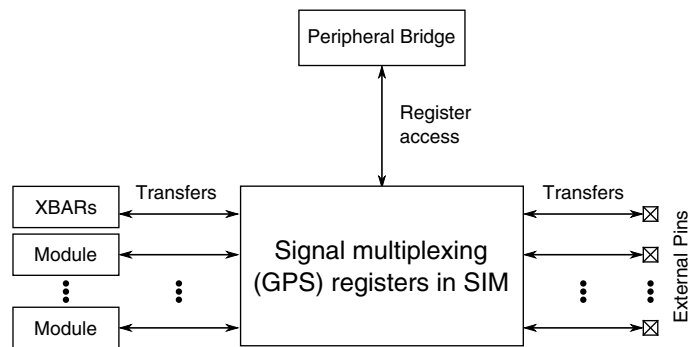 Peripheral Bridge
Register
access
Transfers
Transfers
XBARs
Module
Module
Signal multiplexing
(GPS) registers in SIM
External Pins